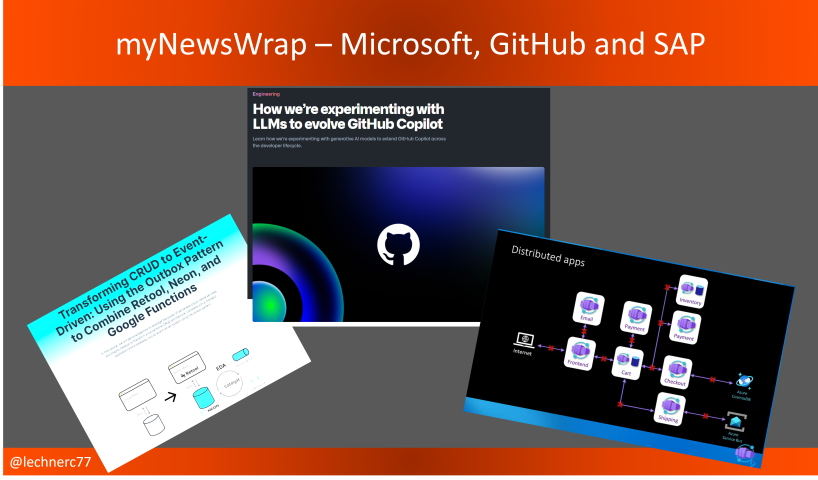 myNewsWrap – Microsoft, GitHub and SAP
Engineering
How we’re experimenting with
LLMs to evolve GitHub Copilot
Learn how we’re experimenting with generative AI models to extend GitHub Copilot across
the developer lifecycle.
Transforming CRUD to Event-
Driven: Using the Outbox Pattern
to Combine Retool, Neon, and
Google Functions
Retool
EDA
Distributed apps
Inventory
Email
Payment
Payment
Internet
Frontend
Cart
Checkout
Azure
CosmosDB
Shipping
Azure
Service Bus
@lechnerc77